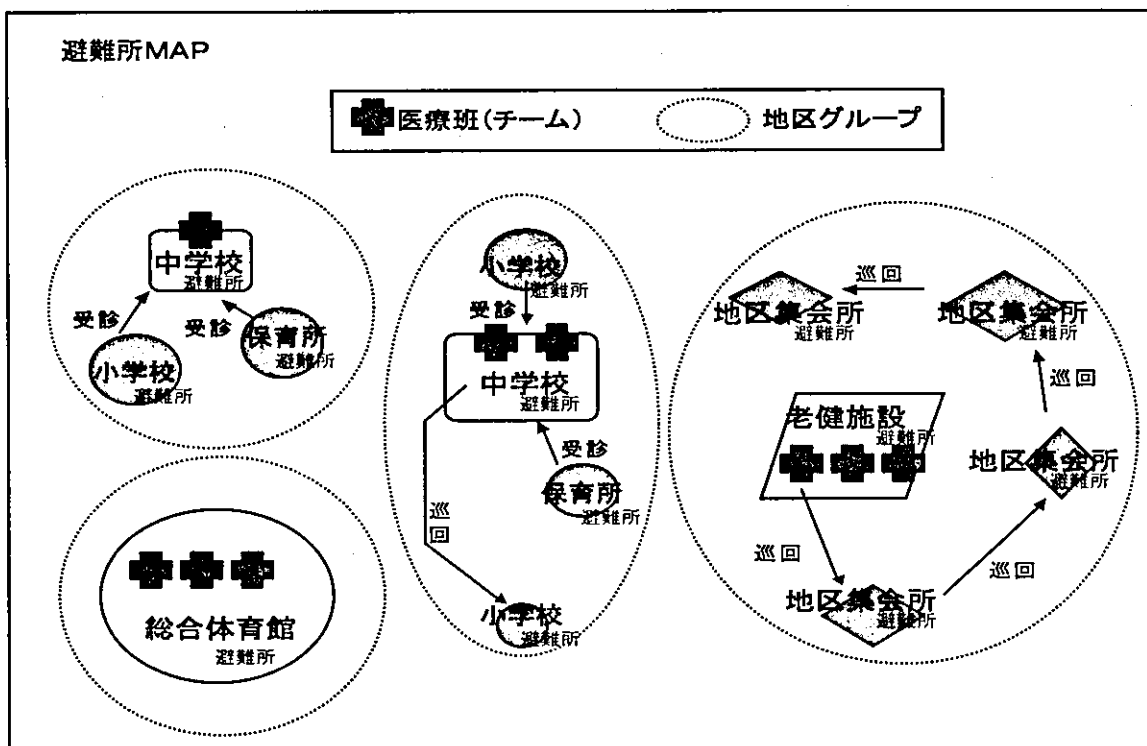 避難所MAP
医療班(チーム)
地区グループ
中学校
避難所
受診
受診
保育所
避難所
小学校
避難所
総合体育館
避難所
小学校
避難所
受診
中学校
避難所
受診
保育所
避難所
巡回
小学校
避難所
地区集会所
避難所
巡回
地区集会所
避難所
巡回
老健施設
避難所
地区集会所
避難所
巡回
巡回
地区集会所
避難所